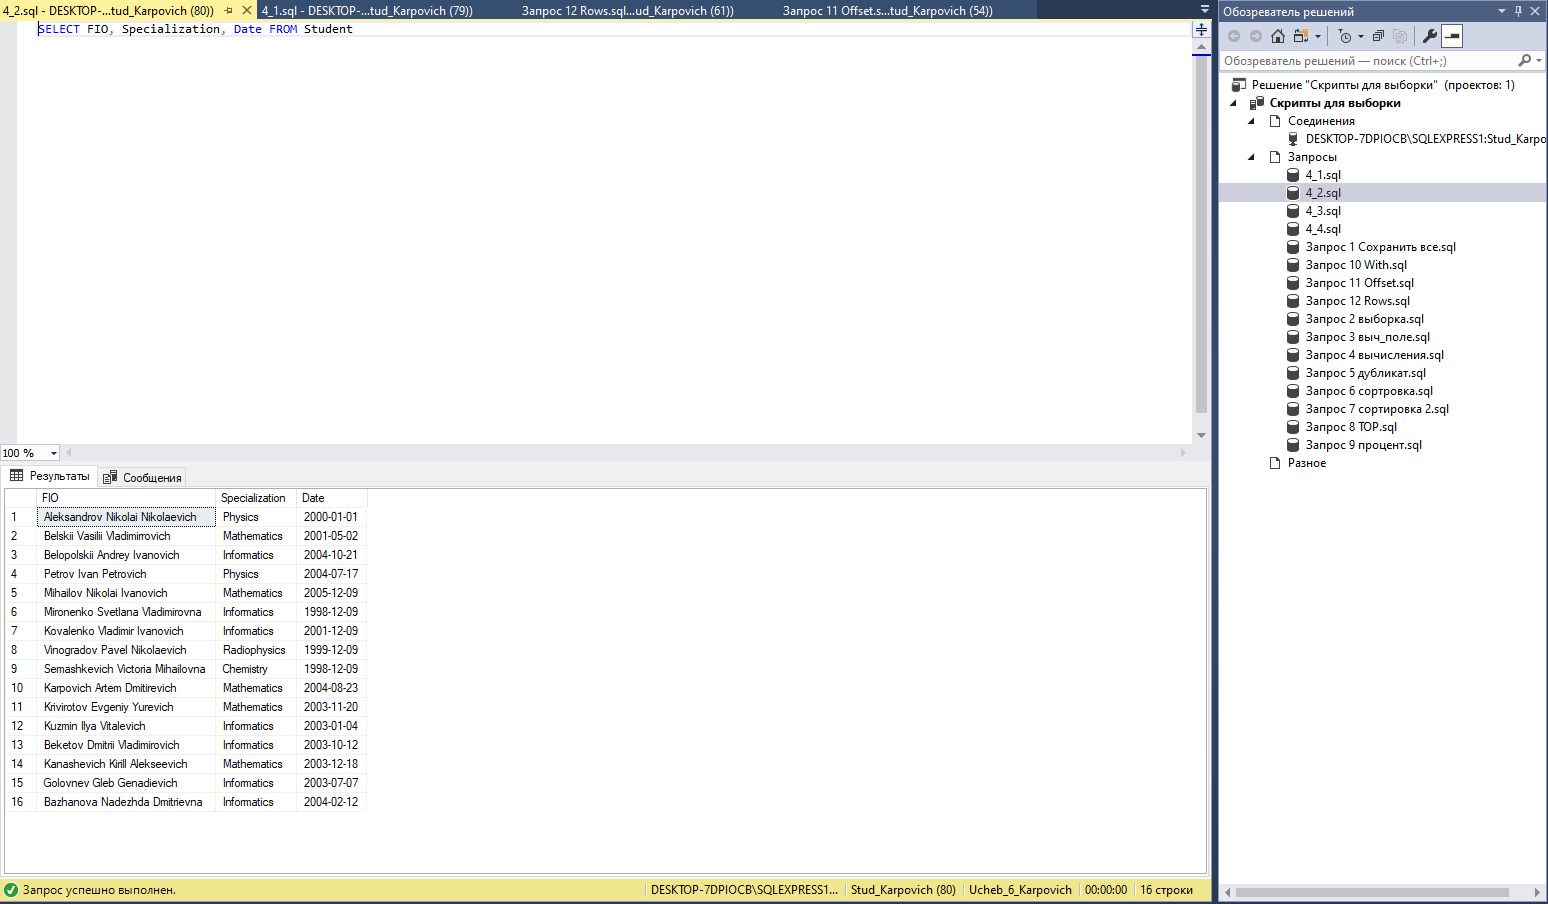 4_2.sql - DESKTOP-...tud_Karpovich (80))
4_1.sql - DESKTOP-...tud_Karpovich (79))
Запрос 12 Rows.sql...ud_Karpovich (61))
Запрос 11 Offset.s...tud_Karpovich (54))
SELECT FIO, Specialization, Date FROM Student
100 %
Результаты
Сообщения
FIO Specialization Date
1 Aleksandrov Nikolai Nikolaevich Physics 2000-01-01
2 Belskii Vasilii Vladimirrovich Mathematics 2001-05-02
3 Belopolskii Andrey Ivanovich Informatics 2004-10-21
4 Petrov Ivan Petrovich Physics 2004-07-17
5 Mihailov Nikolai Ivanovich Mathematics 2005-12-09
6 Mironenko Svetlana Vladimirovna Informatics 1998-12-09
7 Kovalenko Vladimir Ivanovich Informatics 2001-12-09
8 Vinogradov Pavel Nikolaevich Radiophysics 1999-12-09
9 Semashkevich Victoria Mihailovna Chemistry 1998-12-09
10 Karpovich Artem Dmitirevich Mathematics 2004-08-23
11 Krivirotov Evgeniy Yurevich Mathematics 2003-11-20
12 Kuzmin Ilya Vitalevich Informatics 2003-01-04
13 Beketov Dmitrii Vladimirovich Informatics 2003-10-12
14 Kanashevich Kirill Alekseevich Mathematics 2003-12-18
15 Golovnev Gleb Genadievich Informatics 2003-07-07
16 Bazhanova Nadezhda Dmitrievna Informatics 2004-02-12
Запрос успешно выполнен.
DESKTOP-7DPIOCB\SQLEXPRESS1...
Stud_Karpovich (80)
Ucheb_6_Karpovich
00:00:00
16 строки
Обозреватель решений
Обозреватель решений — поиск (Ctrl+;)
Решение "Скрипты для выборки" (проектов: 1)
Скрипты для выборки
Соединения
DESKTOP-7DPIOCB\SQLEXPRESS1:Stud_Karpo
Запросы
4_1.sql
4_2.sql
4_3.sql
4_4.sql
Запрос 1 Сохранить все.sql
Запрос 10 With.sql
Запрос 11 Offset.sql
Запрос 12 Rows.sql
Запрос 2 выборка.sql
Запрос 3 выч_поле.sql
Запрос 4 вычисления.sql
Запрос 5 дубликат.sql
Запрос 6 сортровка.sql
Запрос 7 сортировка 2.sql
Запрос 8 TOP.sql
Запрос 9 процент.sql
Разное